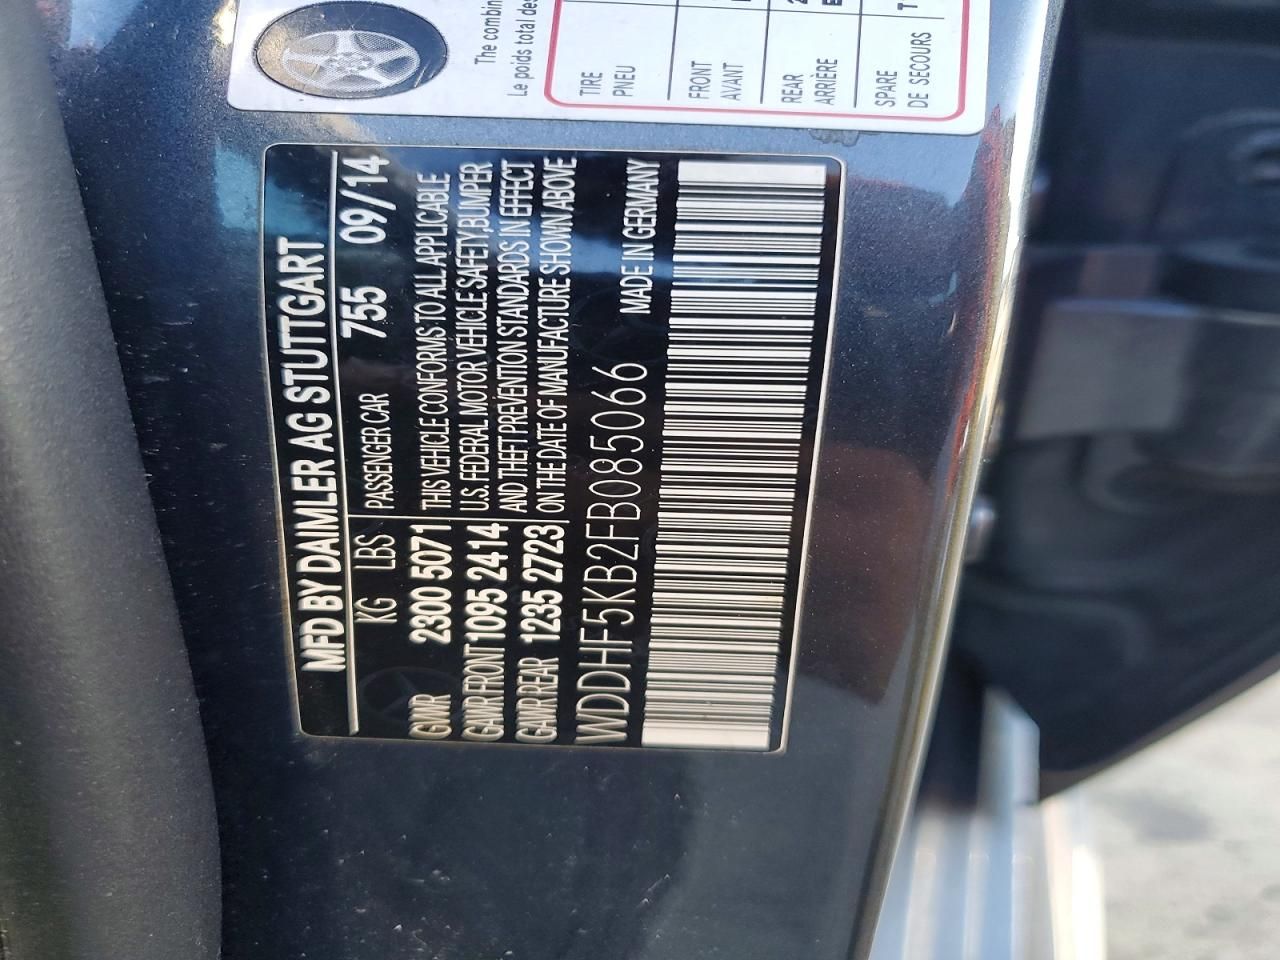 MFD BY DAIMLER AG STUTTGART
KG LBS PASSENGER CAR 755 09/14
GVWR 2300 5071
GAWR FRONT 1095 2414
GAWR REAR 1235 2723
THIS VEHICLE CONFORMS TO ALL APPLICABLE
U.S. FEDERAL MOTOR VEHICLE SAFETY,BUMPER
AND THEFT PREVENTION STANDARDS IN EFFECT
ON THE DATE OF MANUFACTURE SHOWN ABOVE
WDDHF5KB2FB085066 MADE IN GERMANY
The
Le poids total
TIRE
PNEU
FRONT
AVANT
REAR
ARRIÈRE
SPARE
DE SECOURS